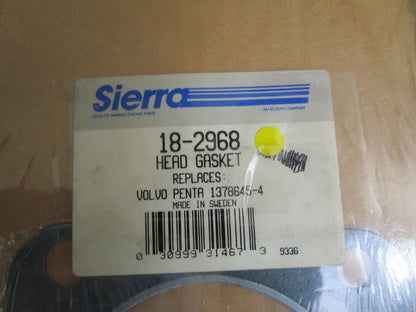 Sierra
QUALITY MARINE ENGINE PARTS
AN ECHLIN COMPANY
18-2968
HEAD GASKET
REPLACES:
VOLVO PENTA 1378645-4
MADE IN SWEDEN
0 30999 31467 3
9336